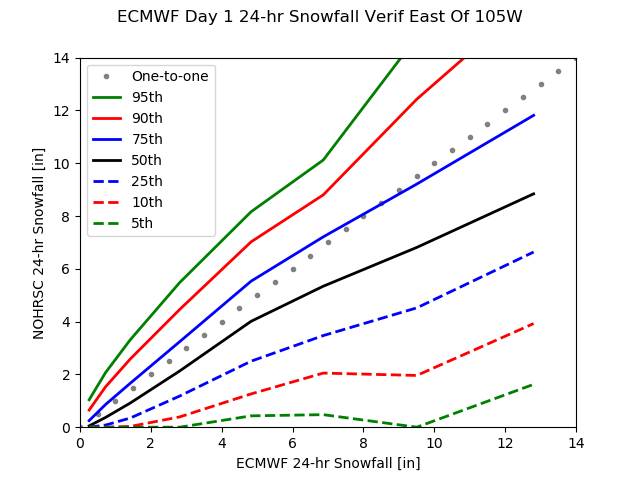 ECMWF Day 1 24-hr Snowfall Verif East Of 105W
One-to-one
95th
90th
75th
50th
25th
10th
5th
NOHRSC 24-hr Snowfall [in]
14
12
10
8
6
4
2
0
0 2 4 6 8 10 12 14
ECMWF 24-hr Snowfall [in]